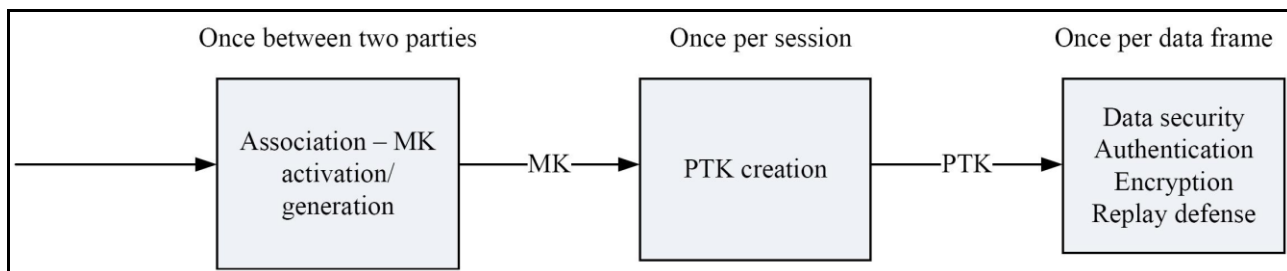 Once between two parties
Once per session
Once per data frame
Association – MK
activation/
generation
MK
PTK creation
PTK
Data security
Authentication
Encryption
Replay defense